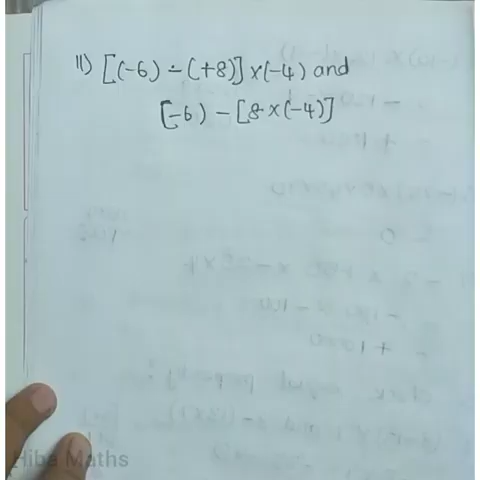 11) [(-6) ÷ (+8)] x (-4) and
[-6) - [8 x (-4)]
Hiba Maths